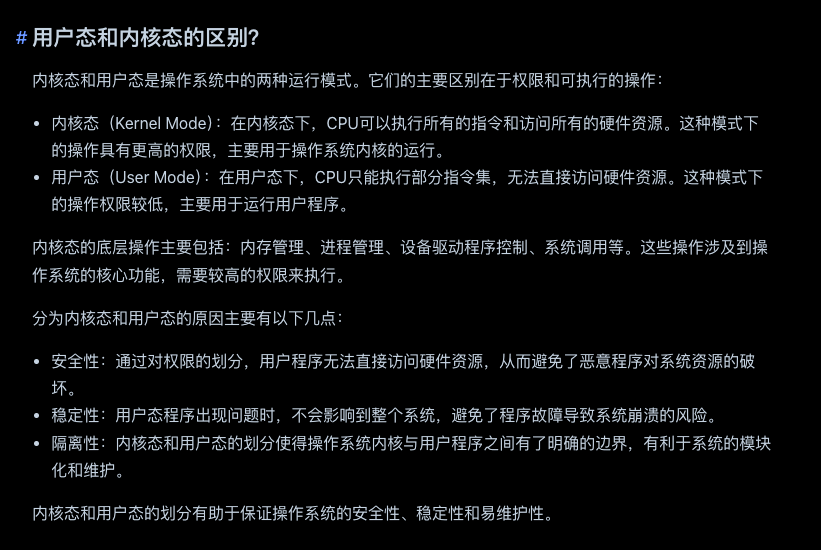 # 用户态和内核态的区别？
内核态和用户态是操作系统中的两种运行模式。它们的主要区别在于权限和可执行的操作：
• 内核态（Kernel Mode）：在内核态下，CPU可以执行所有的指令和访问所有的硬件资源。这种模式下
的操作具有更高的权限，主要用于操作系统内核的运行。
• 用户态（User Mode）：在用户态下，CPU只能执行部分指令集，无法直接访问硬件资源。这种模式下
的操作权限较低，主要用于运行用户程序。
内核态的底层操作主要包括：内存管理、进程管理、设备驱动程序控制、系统调用等。这些操作涉及到操
作系统的核心功能，需要较高的权限来执行。
分为内核态和用户态的原因主要有以下几点：
• 安全性：通过对权限的划分，用户程序无法直接访问硬件资源，从而避免了恶意程序对系统资源的破
坏。
• 稳定性：用户态程序出现问题时，不会影响到整个系统，避免了程序故障导致系统崩溃的风险。
• 隔离性：内核态和用户态的划分使得操作系统内核与用户程序之间有了明确的边界，有利于系统的模块
化和维护。
内核态和用户态的划分有助于保证操作系统的安全性、稳定性和易维护性。